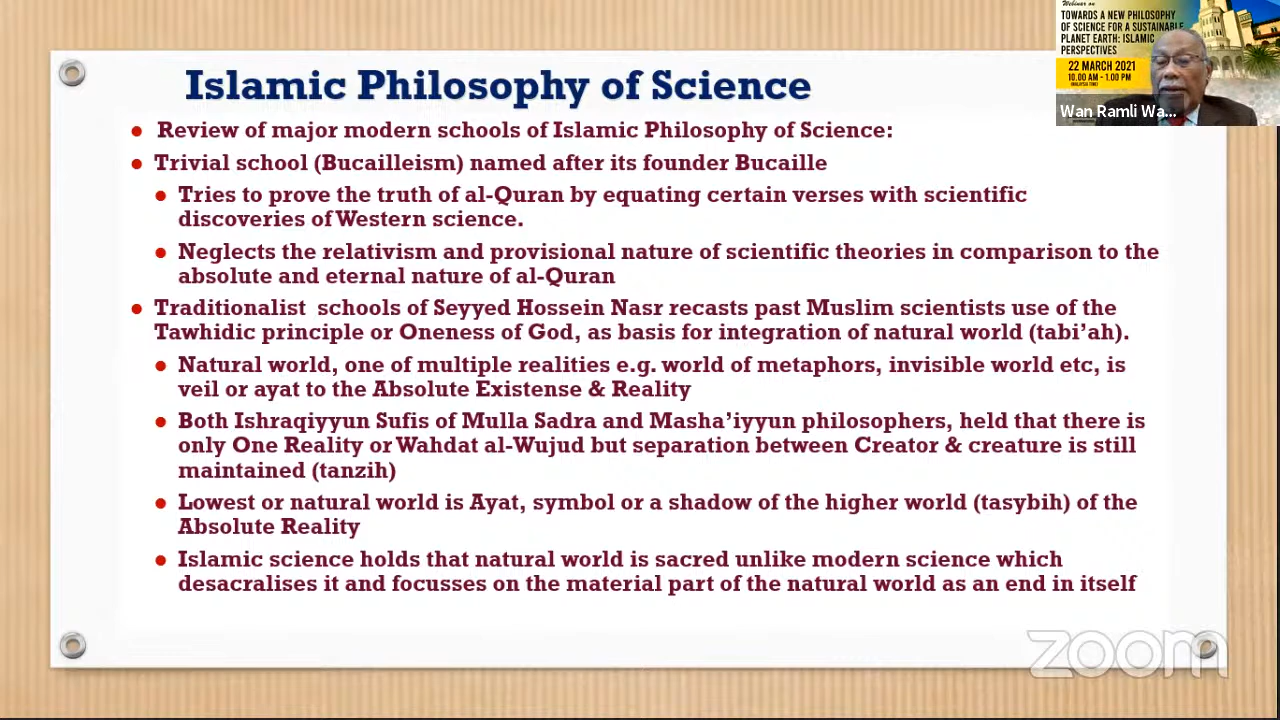 Islamic Philosophy of Science
Review of major modern schools of Islamic Philosophy of Science:
Trivial school (Bucailleism) named after its founder Bucaille
Tries to prove the truth of al-Quran by equating certain verses with scientific
discoveries of Western science.
Neglects the relativism and provisional nature of scientific theories in comparison to the
absolute and eternal nature of al-Quran
Traditionalist schools of Seyyed Hossein Nasr recasts past Muslim scientists use of the
Tawhidic principle or Oneness of God, as basis for integration of natural world (tabi’ah).
Natural world, one of multiple realities e.g. world of metaphors, invisible world etc, is
veil or ayat to the Absolute Existense & Reality
Both Ishraqiyyun Sufis of Mulla Sadra and Masha’iyyun philosophers, held that there is
only One Reality or Wahdat al-Wujud but separation between Creator & creature is still
maintained (tanzih)
Lowest or natural world is Ayat, symbol or a shadow of the higher world (tasybih) of the
Absolute Reality
Islamic science holds that natural world is sacred unlike modern science which
desacralises it and focusses on the material part of the natural world as an end in itself
Webinar on
TOWARDS A NEW PHILOSOPHY
OF SCIENCE FOR A SUSTAINABLE
PLANET EARTH: ISLAMIC
PERSPECTIVES
22 MARCH 2021
10.00 AM - 1.00 PM
(MALAYSIA TIME)
Wan Ramli Wa...
zoom